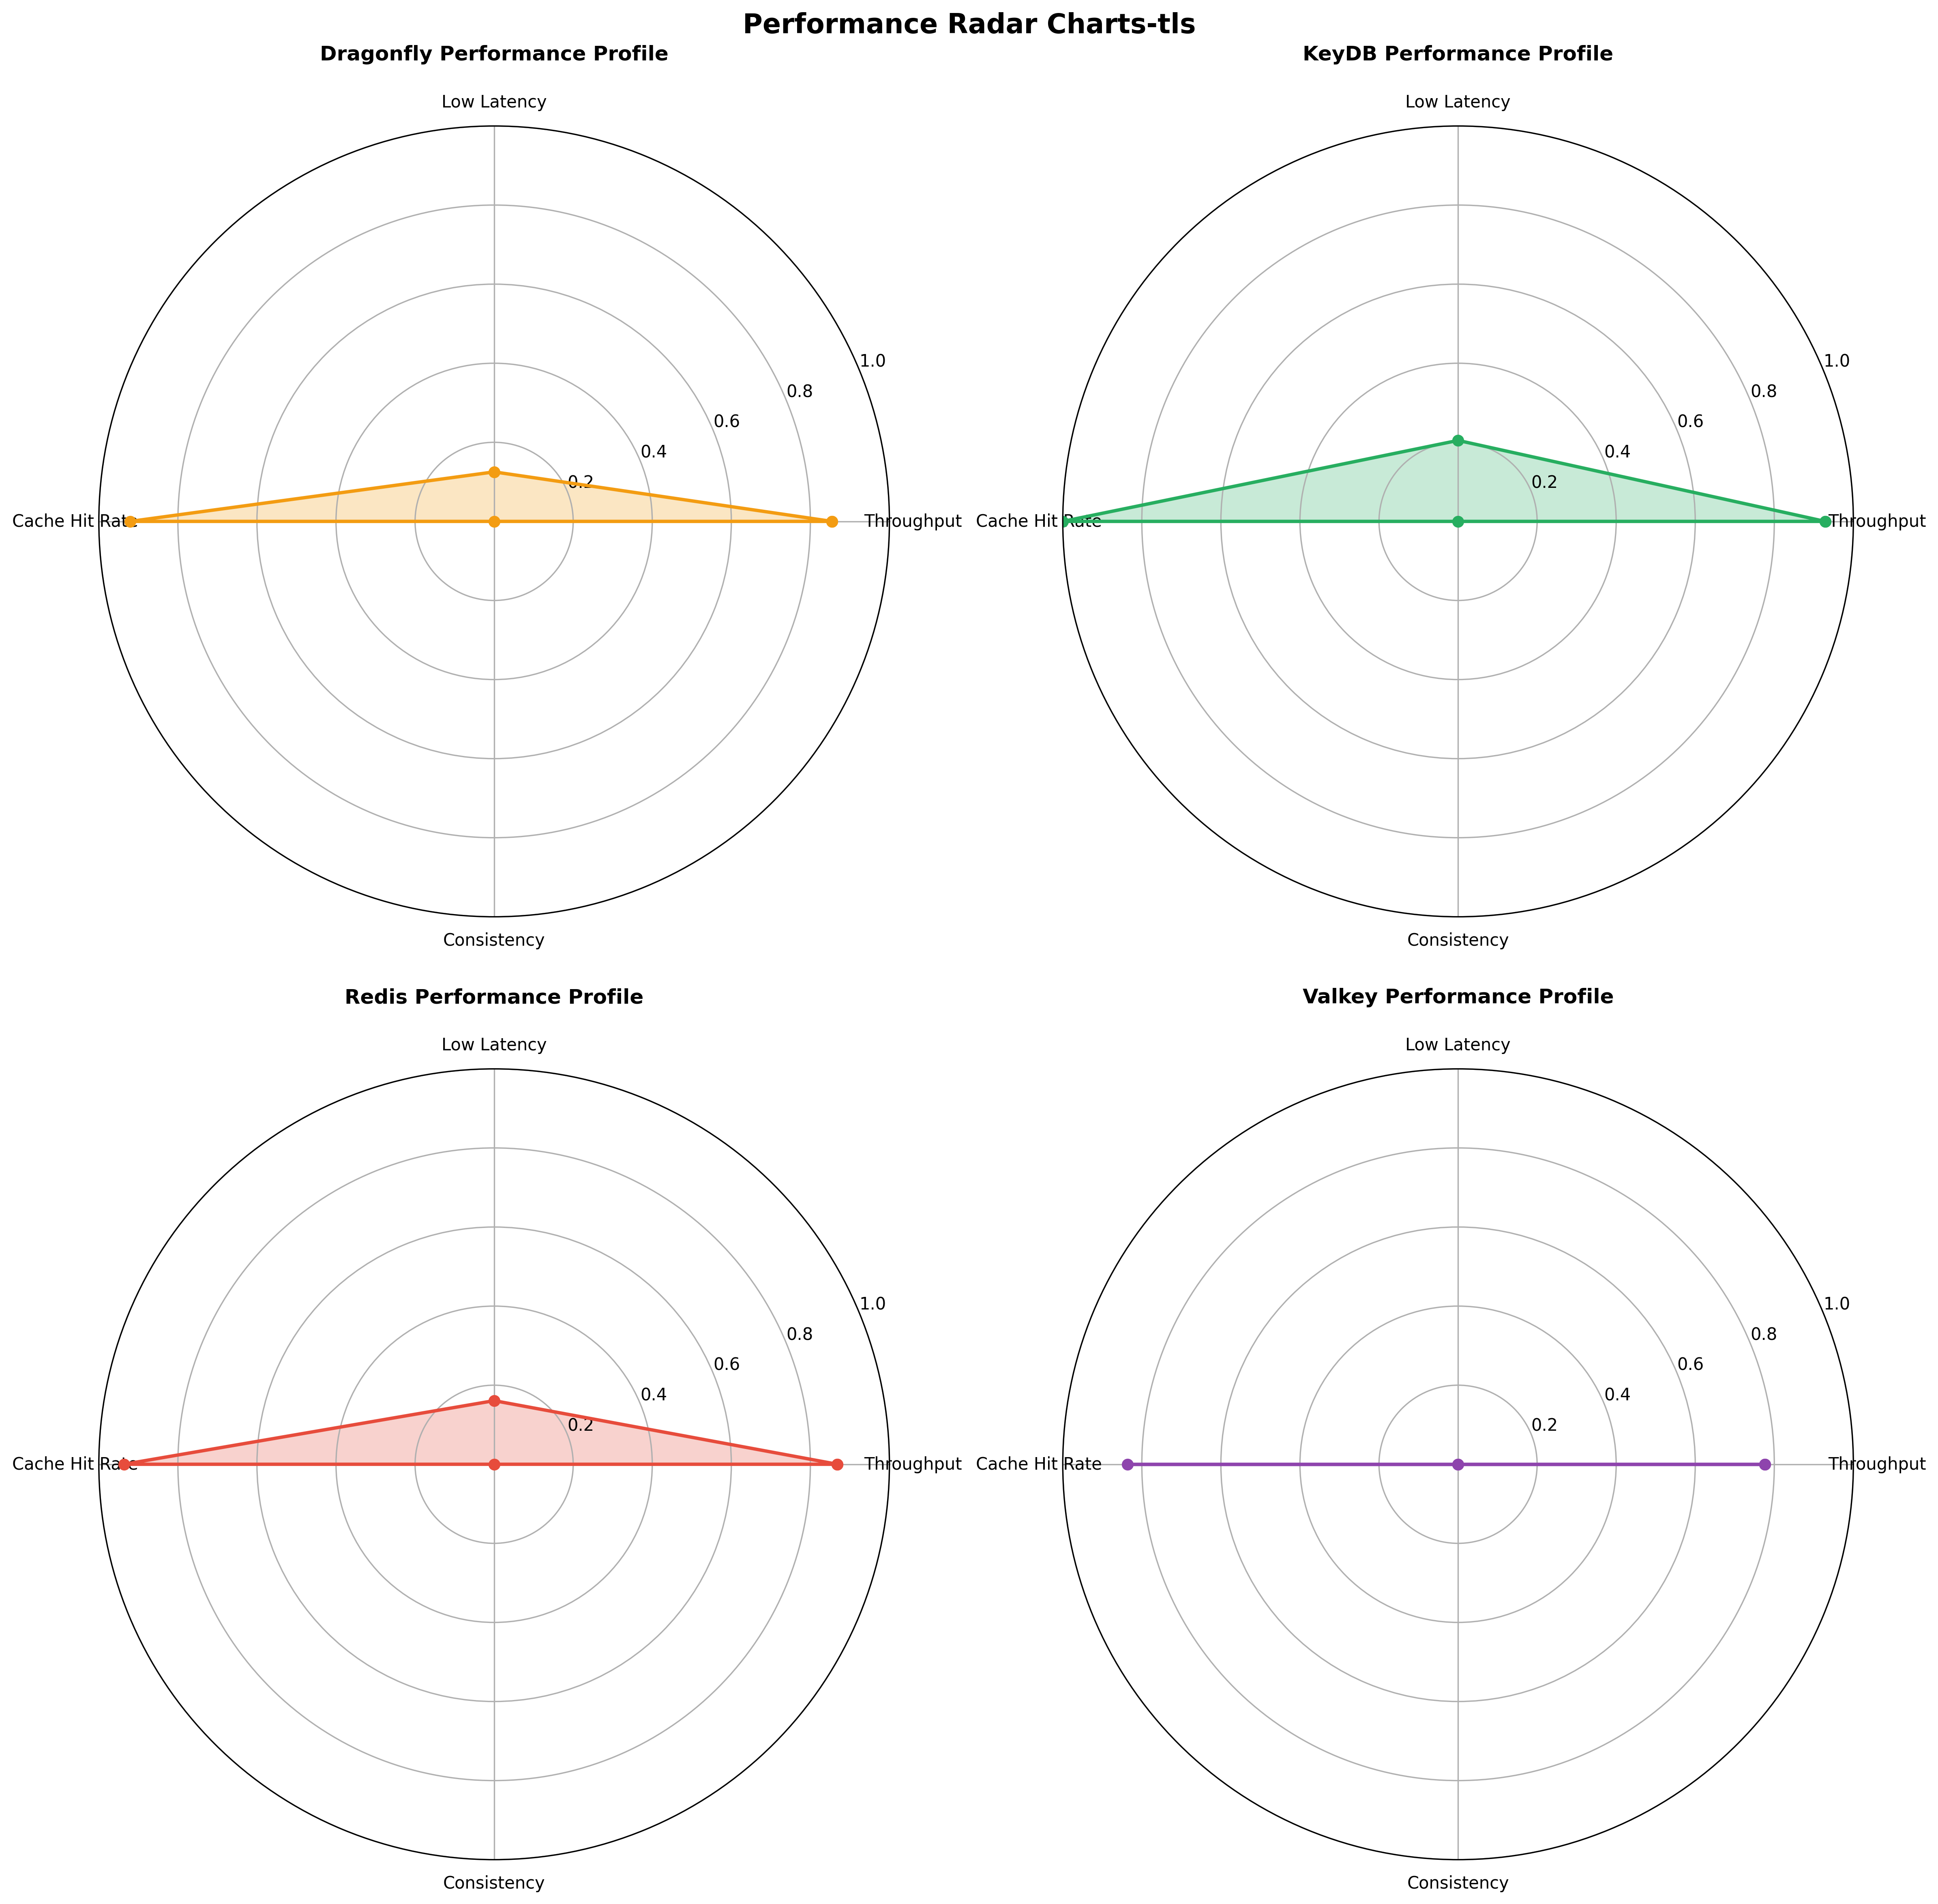 Performance Radar Charts-tls
Dragonfly Performance Profile
Low Latency
1.0
0.8
0.6
0.4
0.2
Cache Hit Rate
Throughput
Consistency
KeyDB Performance Profile
Low Latency
1.0
0.8
0.6
0.4
0.2
Cache Hit Rate
Throughput
Consistency
Redis Performance Profile
Low Latency
1.0
0.8
0.6
0.4
0.2
Cache Hit Rate
Throughput
Consistency
Valkey Performance Profile
Low Latency
1.0
0.8
0.6
0.4
0.2
Cache Hit Rate
Throughput
Consistency